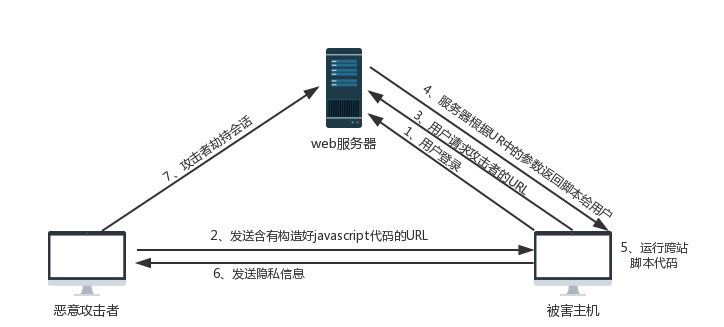 web服务器
4、服务器根据UR中的参数返回脚本给用户
3、用户请求攻击者的URL
1、用户登录
7、攻击者劫持会话
2、发送含有构造好javascript代码的URL
6、发送隐私信息
5、运行跨站
脚本代码
恶意攻击者
被害主机